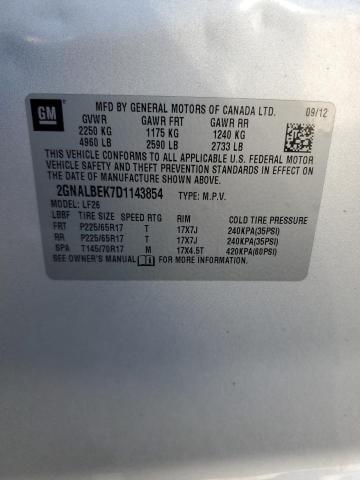 GM
MFD BY GENERAL MOTORS OF CANADA LTD.
GVWR GAWR FRT GAWR RR 09/12
2250 KG 1175 KG 1240 KG
4960 LB 2590 LB 2733 LB
THIS VEHICLE CONFORMS TO ALL APPLICABLE U.S. FEDERAL MOTOR
VEHICLE SAFETY AND THEFT PREVENTION STANDARDS IN EFFECT ON
THE DATE OF MANUFACTURE SHOWN ABOVE.
2GNALBEK7D1143854 TYPE: M.P.V.
MODEL: LF26
LBBF TIRE SIZE SPEED RTG RIM COLD TIRE PRESSURE
FRT P225/65R17 T 17X7J 240KPA(35PSI)
RR P225/65R17 T 17X7J 240KPA(35PSI)
SPA T145/70R17 M 17X4.5T 420KPA(60PSI)
SEE OWNER'S MANUAL FOR MORE INFORMATION.